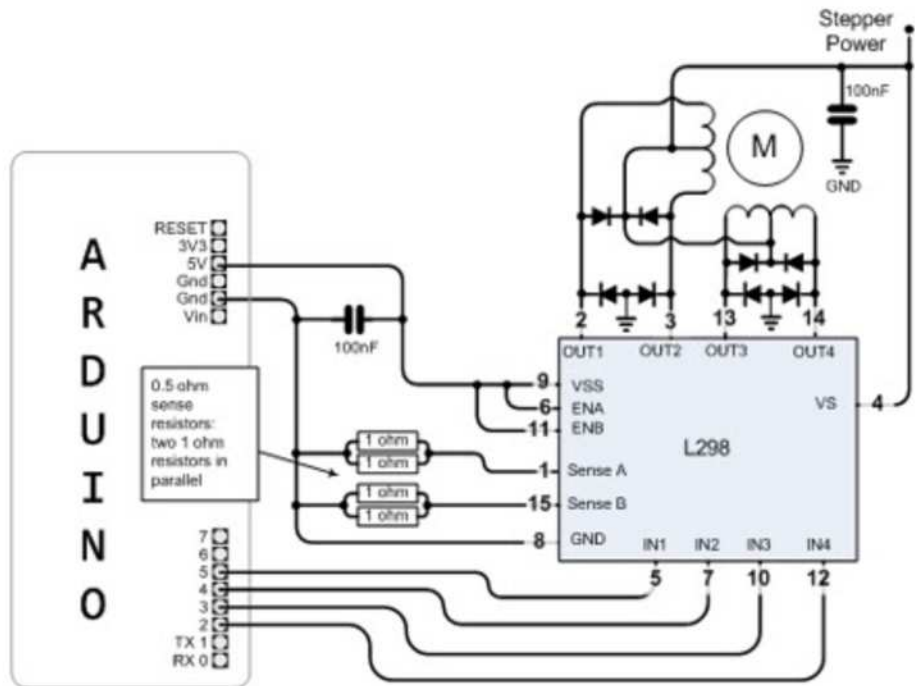 Stepper
Power
100nF
GND
M
ARDUINO
RESET
3V3
5V
Gnd
Gnd
Vin
100nF
0.5 ohm
sense
resistors:
two 1 ohm
resistors in
parallel
1 ohm
1 ohm
1 ohm
1 ohm
2 3 13 14
OUT1 OUT2 OUT3 OUT4
9 VSS
6 ENA
11 ENB
VS 4
L298
1 Sense A
15 Sense B
8 GND
IN1 IN2 IN3 IN4
5 7 10 12
7
6
5
4
3
2
TX 1
RX 0